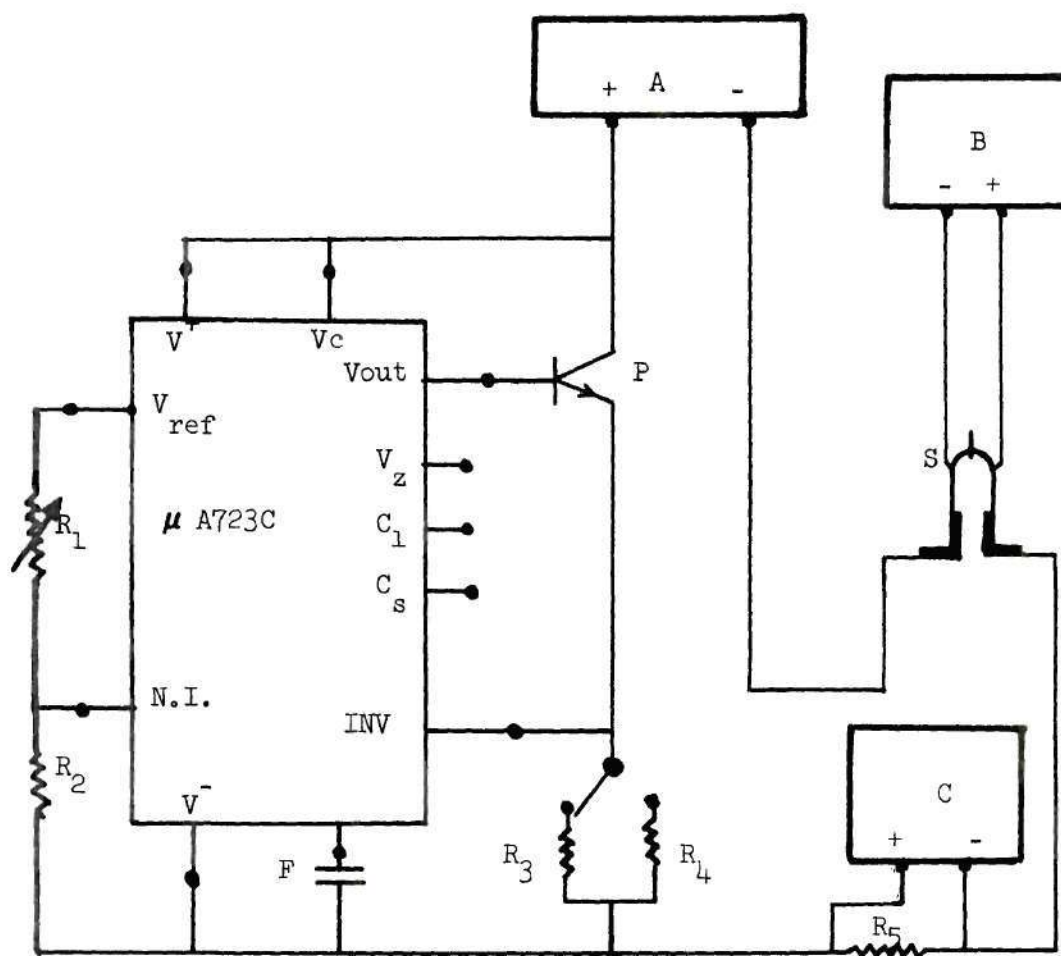 A
+ -
B
- +
V+ Vc
Vout
P
Vref
Vz
S
R1
μ A723C
C1
Cs
N.I.
INV
R2
V-
C
+ -
F
R3
R4
R5